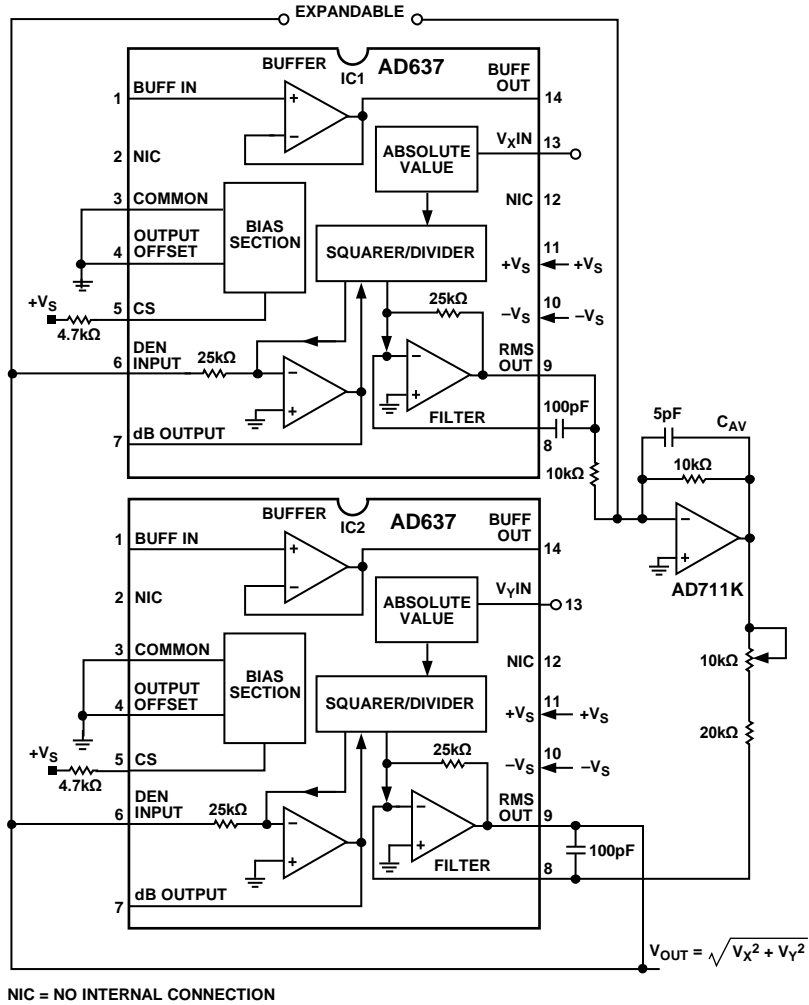 EXPANDABLE
BUFFER
IC1
AD637
BUFF
OUT
1
BUFF IN
14
VXIN
13
ABSOLUTE
VALUE
2
NIC
NIC
12
3
COMMON
BIAS
SECTION
4
OUTPUT
OFFSET
SQUARER/DIVIDER
11
+VS
+VS
+VS
4.7kΩ
5
CS
25kΩ
10
–VS
–VS
6
DEN
INPUT
25kΩ
RMS
OUT
9
100pF
FILTER
8
7
dB OUTPUT
10kΩ
5pF
CAV
10kΩ
AD711K
10kΩ
20kΩ
BUFFER
IC2
AD637
BUFF
OUT
1
BUFF IN
14
VYIN
13
ABSOLUTE
VALUE
2
NIC
NIC
12
3
COMMON
BIAS
SECTION
4
OUTPUT
OFFSET
SQUARER/DIVIDER
11
+VS
+VS
+VS
4.7kΩ
5
CS
25kΩ
10
–VS
–VS
6
DEN
INPUT
25kΩ
RMS
OUT
9
100pF
FILTER
8
7
dB OUTPUT
VOUT = √VX2 + VY2
NIC = NO INTERNAL CONNECTION